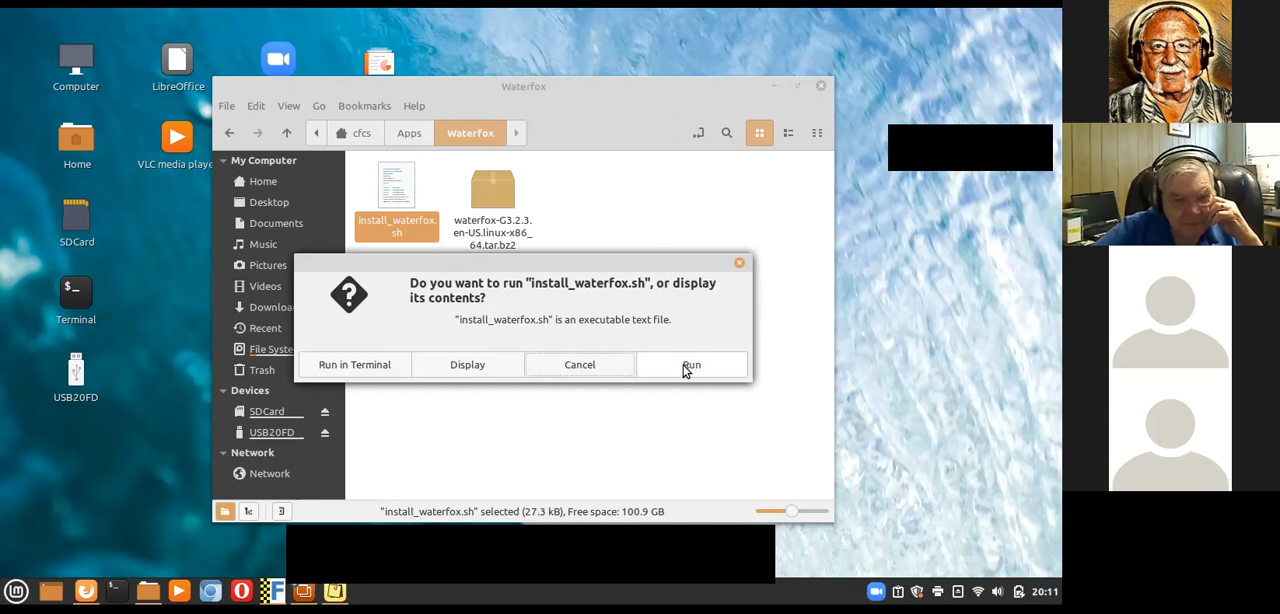 Computer
LibreOffice
Home
VLC media playe
SDCard
Terminal
USB20FD
Waterfox
File Edit View Go Bookmarks Help
cfcs Apps Waterfox
My Computer
Home
Desktop
Documents
Music
Pictures
Videos
Downloa
Recent
File Syste
Trash
Devices
SDCard
USB20FD
Network
Network
install_waterfox.
sh
waterfox-G3.2.3.
en-US.linux-x86_
64.tar.bz2
Do you want to run "install_waterfox.sh", or display
its contents?
"install_waterfox.sh" is an executable text file.
Run in Terminal Display Cancel Run
"install_waterfox.sh" selected (27.3 kB), Free space: 100.9 GB
20:11